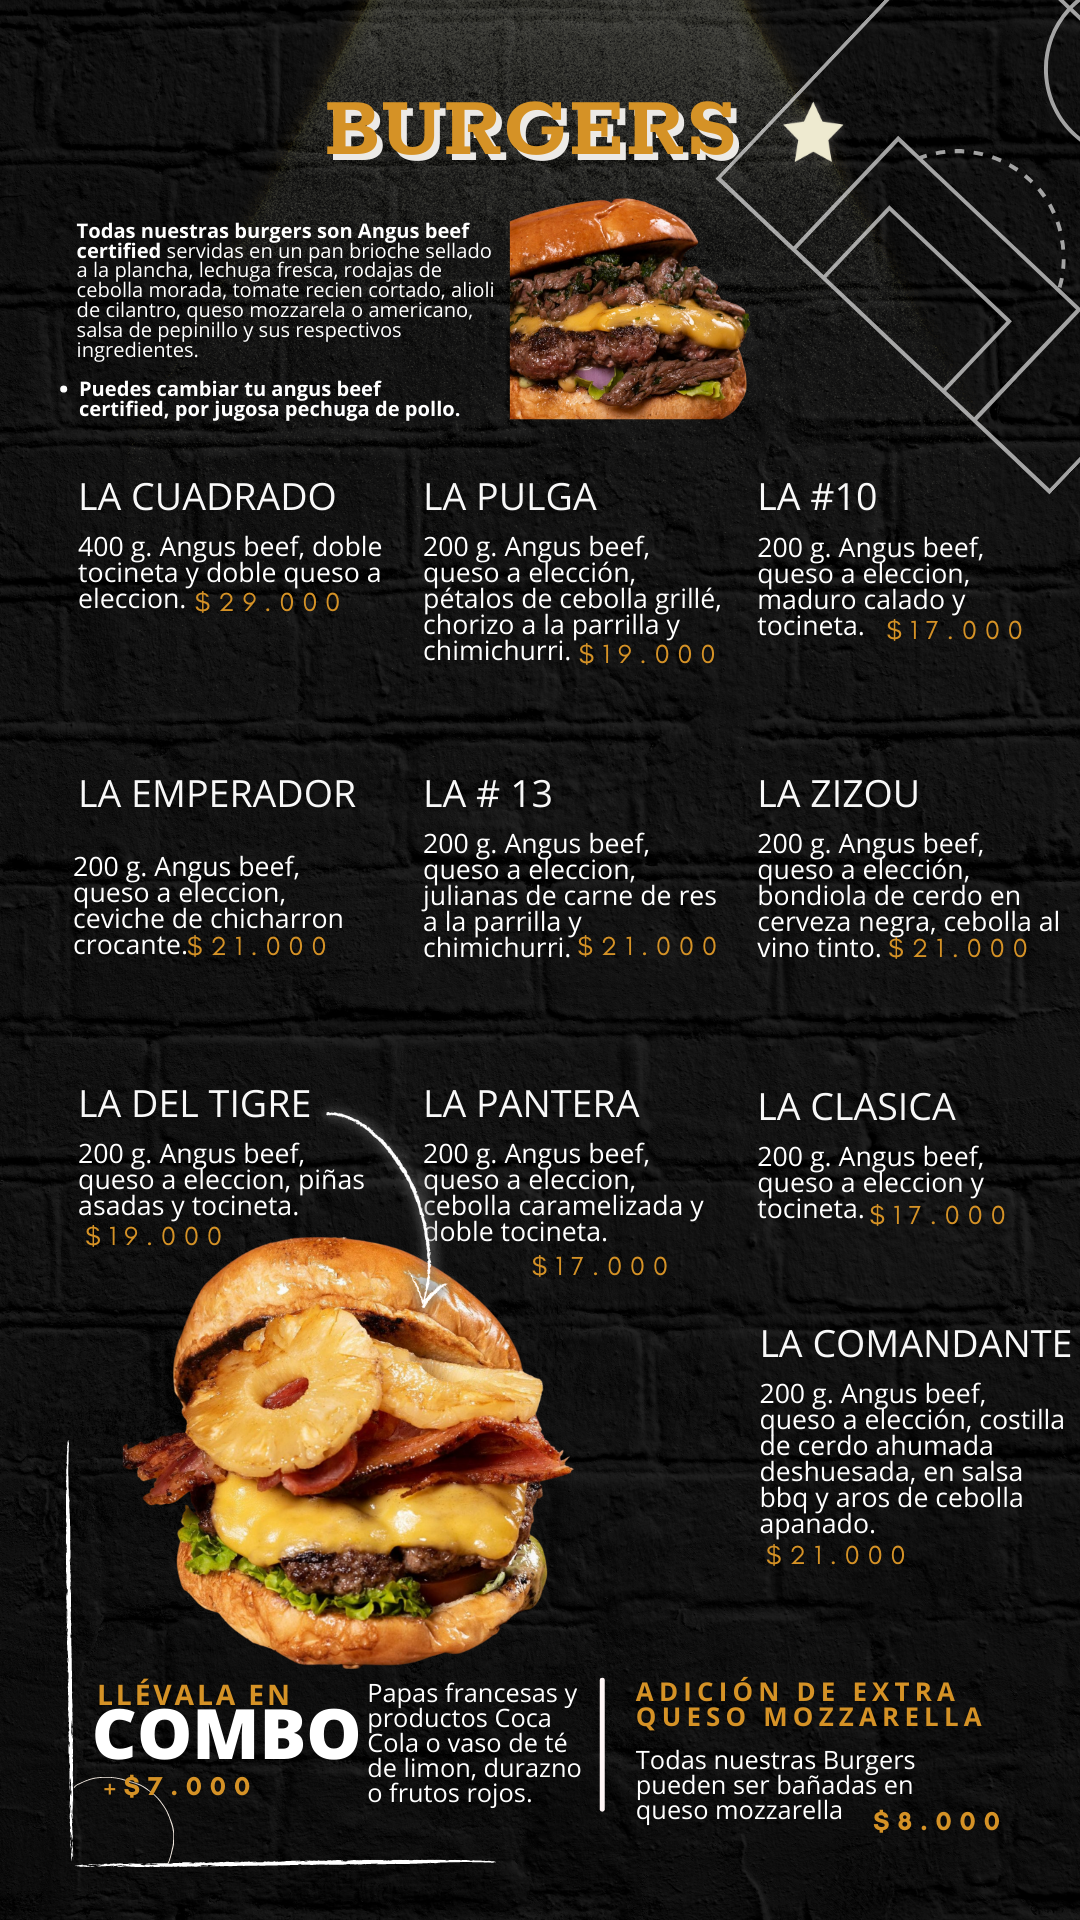 BURGERS
Todas nuestras burgers son Angus beef
certified servidas en un pan brioche sellado
a la plancha, lechuga fresca, rodajas de
cebolla morada, tomate recien cortado, alioli
de cilantro, queso mozzarela o americano,
salsa de pepinillo y sus respectivos
ingredientes.
• Puedes cambiar tu angus beef
certified, por jugosa pechuga de pollo.
LA CUADRADO
400 g. Angus beef, doble
tocineta y doble queso a
eleccion. $29.000
LA PULGA
200 g. Angus beef,
queso a elección,
pétalos de cebolla grillé,
chorizo a la parrilla y
chimichurri. $19.000
LA #10
200 g. Angus beef,
queso a eleccion,
maduro calado y
tocineta. $17.000
LA EMPERADOR
200 g. Angus beef,
queso a eleccion,
ceviche de chicharron
crocante.$21.000
LA # 13
200 g. Angus beef,
queso a eleccion,
julianas de carne de res
a la parrilla y
chimichurri. $21.000
LA ZIZOU
200 g. Angus beef,
queso a elección,
bondiola de cerdo en
cerveza negra, cebolla al
vino tinto. $21.000
LA DEL TIGRE
200 g. Angus beef,
queso a eleccion, piñas
asadas y tocineta.
$19.000
LA PANTERA
200 g. Angus beef,
queso a eleccion,
cebolla caramelizada y
doble tocineta.
$17.000
LA CLASICA
200 g. Angus beef,
queso a eleccion y
tocineta. $17.000
LA COMANDANTE
200 g. Angus beef,
queso a elección, costilla
de cerdo ahumada
deshuesada, en salsa
bbq y aros de cebolla
apanado.
$21.000
LLÉVALA EN
COMBO
+$7.000
Papas francesas y
productos Coca
Cola o vaso de té
de limon, durazno
o frutos rojos.
ADICIÓN DE EXTRA
QUESO MOZZARELLA
Todas nuestras Burgers
pueden ser bañadas en
queso mozzarella $8.000